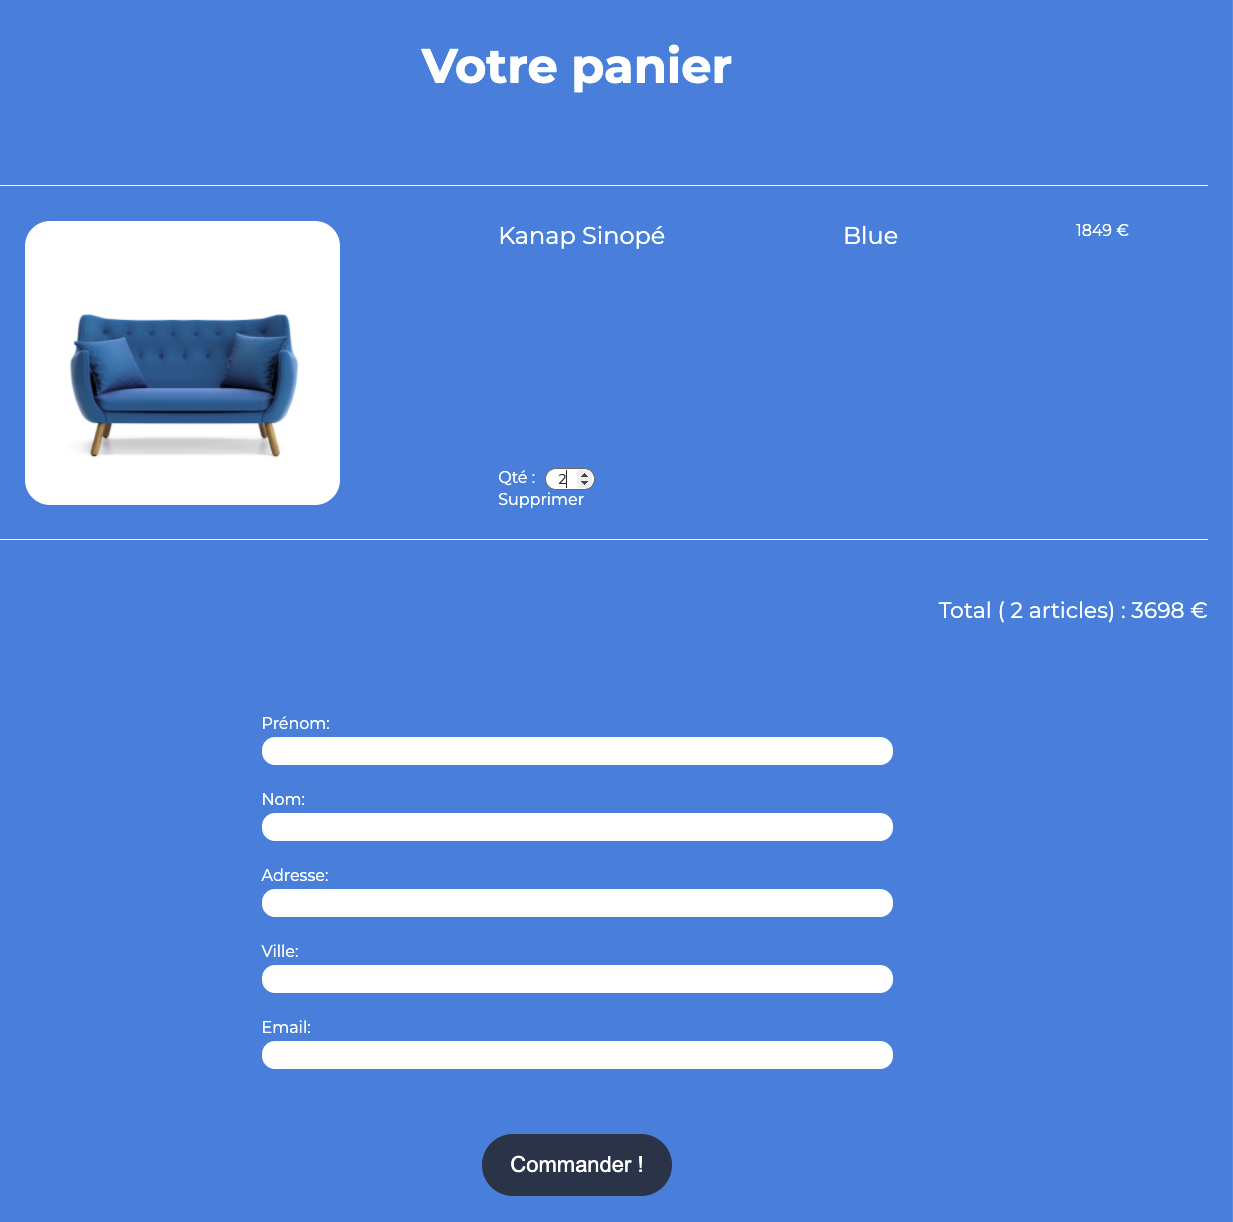 Votre panier
Kanap Sinopé Blue 1849 €
Qté : 2
Supprimer
Total ( 2 articles) : 3698 €
Prénom:
Nom:
Adresse:
Ville:
Email:
Commander !